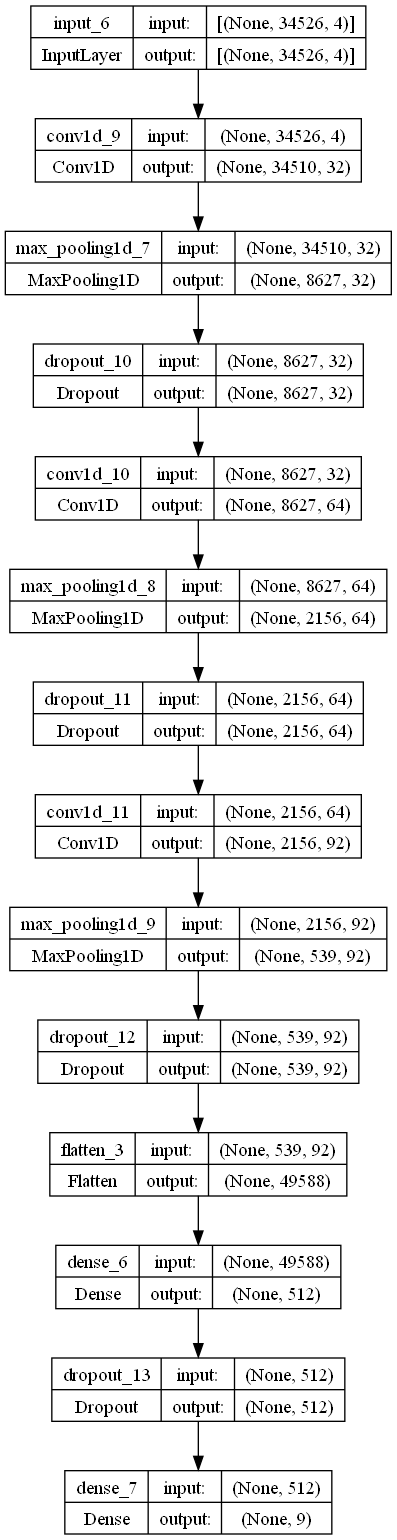 input_6 input: [(None, 34526, 4)]
InputLayer output: [(None, 34526, 4)]
conv1d_9 input: (None, 34526, 4)
Conv1D output: (None, 34510, 32)
max_pooling1d_7 input: (None, 34510, 32)
MaxPooling1D output: (None, 8627, 32)
dropout_10 input: (None, 8627, 32)
Dropout output: (None, 8627, 32)
conv1d_10 input: (None, 8627, 32)
Conv1D output: (None, 8627, 64)
max_pooling1d_8 input: (None, 8627, 64)
MaxPooling1D output: (None, 2156, 64)
dropout_11 input: (None, 2156, 64)
Dropout output: (None, 2156, 64)
conv1d_11 input: (None, 2156, 64)
Conv1D output: (None, 2156, 92)
max_pooling1d_9 input: (None, 2156, 92)
MaxPooling1D output: (None, 539, 92)
dropout_12 input: (None, 539, 92)
Dropout output: (None, 539, 92)
flatten_3 input: (None, 539, 92)
Flatten output: (None, 49588)
dense_6 input: (None, 49588)
Dense output: (None, 512)
dropout_13 input: (None, 512)
Dropout output: (None, 512)
dense_7 input: (None, 512)
Dense output: (None, 9)